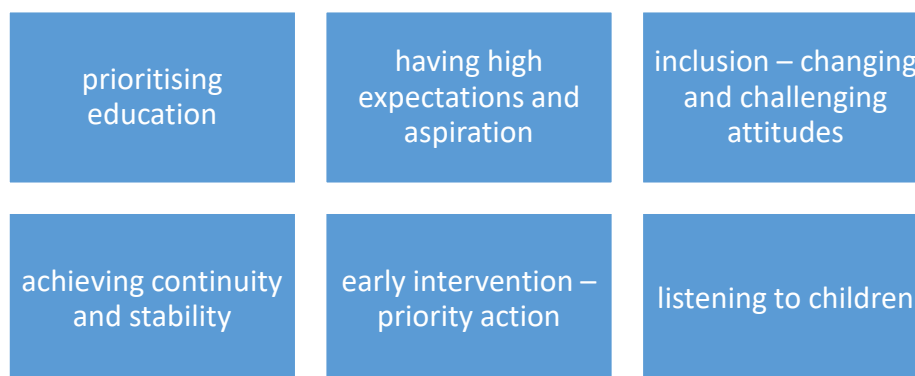 prioritising
education
having high
expectations and
aspiration
inclusion – changing
and challenging
attitudes
achieving continuity
and stability
early intervention –
priority action
listening to children